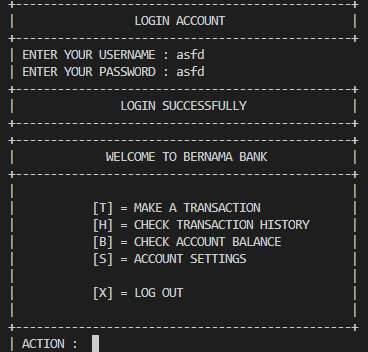 LOGIN ACCOUNT
ENTER YOUR USERNAME : asfd
ENTER YOUR PASSWORD : asfd
LOGIN SUCCESSFULLY
WELCOME TO BERNAMA BANK
[T] = MAKE A TRANSACTION
[H] = CHECK TRANSACTION HISTORY
[B] = CHECK ACCOUNT BALANCE
[S] = ACCOUNT SETTINGS
[X] = LOG OUT
ACTION :